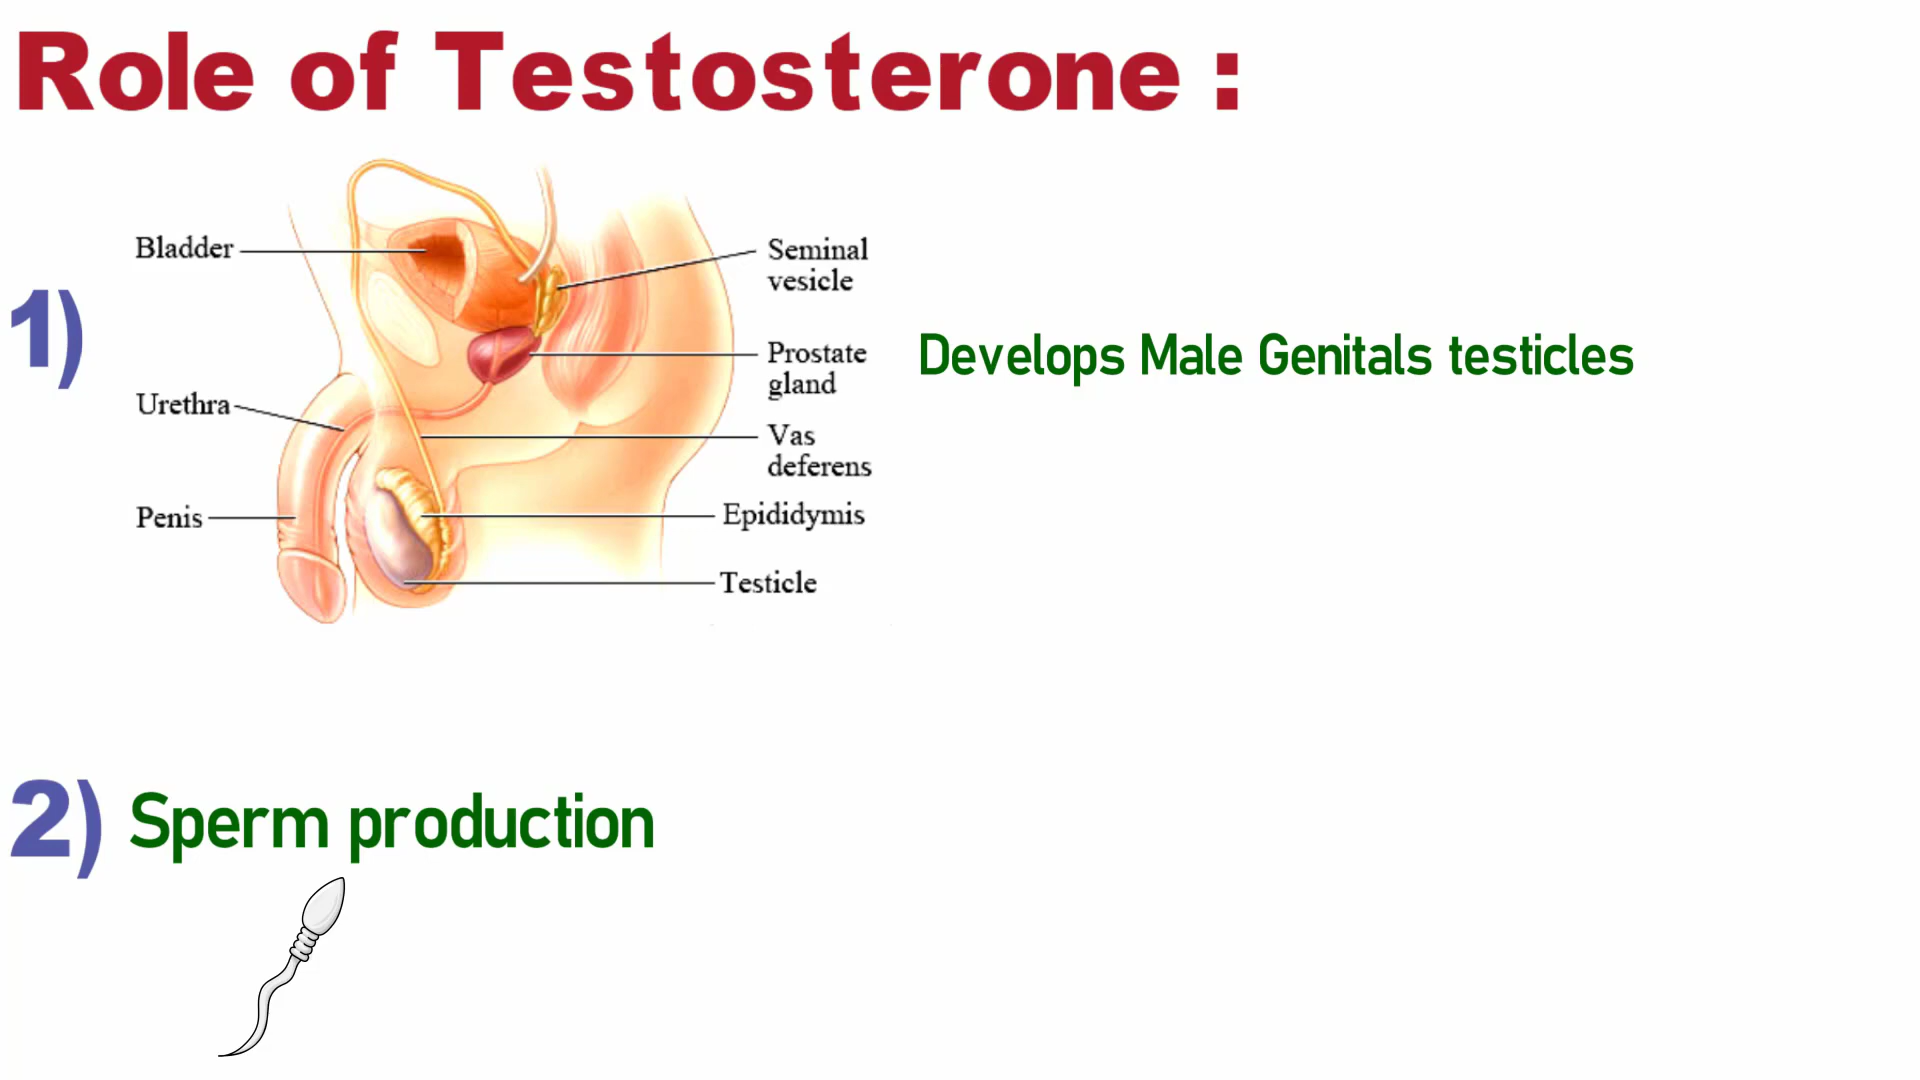 Role of Testosterone :
1)
Bladder
Urethra
Penis
Seminal
vesicle
Prostate
gland
Vas
deferens
Epididymis
Testicle
Develops Male Genitals testicles
2) Sperm production